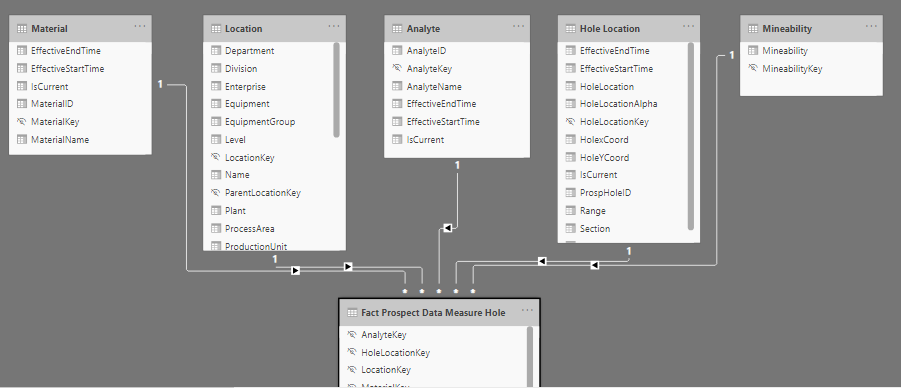 Material
...
EffectiveEndTime
EffectiveStartTime
IsCurrent
MaterialID
MaterialKey
MaterialName
1
Location
...
Department
Division
Enterprise
Equipment
EquipmentGroup
Level
LocationKey
Name
ParentLocationKey
Plant
ProcessArea
ProductionUnit
1
Analyte
...
AnalyteID
AnalyteKey
AnalyteName
EffectiveEndTime
EffectiveStartTime
IsCurrent
1
Hole Location
...
EffectiveEndTime
EffectiveStartTime
HoleLocation
HoleLocationAlpha
HoleLocationKey
HolexCoord
HoleYCoord
IsCurrent
ProspHoleID
Range
Section
1
Mineability
...
Mineability
MineabilityKey
1
* * * * *
Fact Prospect Data Measure Hole
...
AnalyteKey
HoleLocationKey
LocationKey
MaterialKey